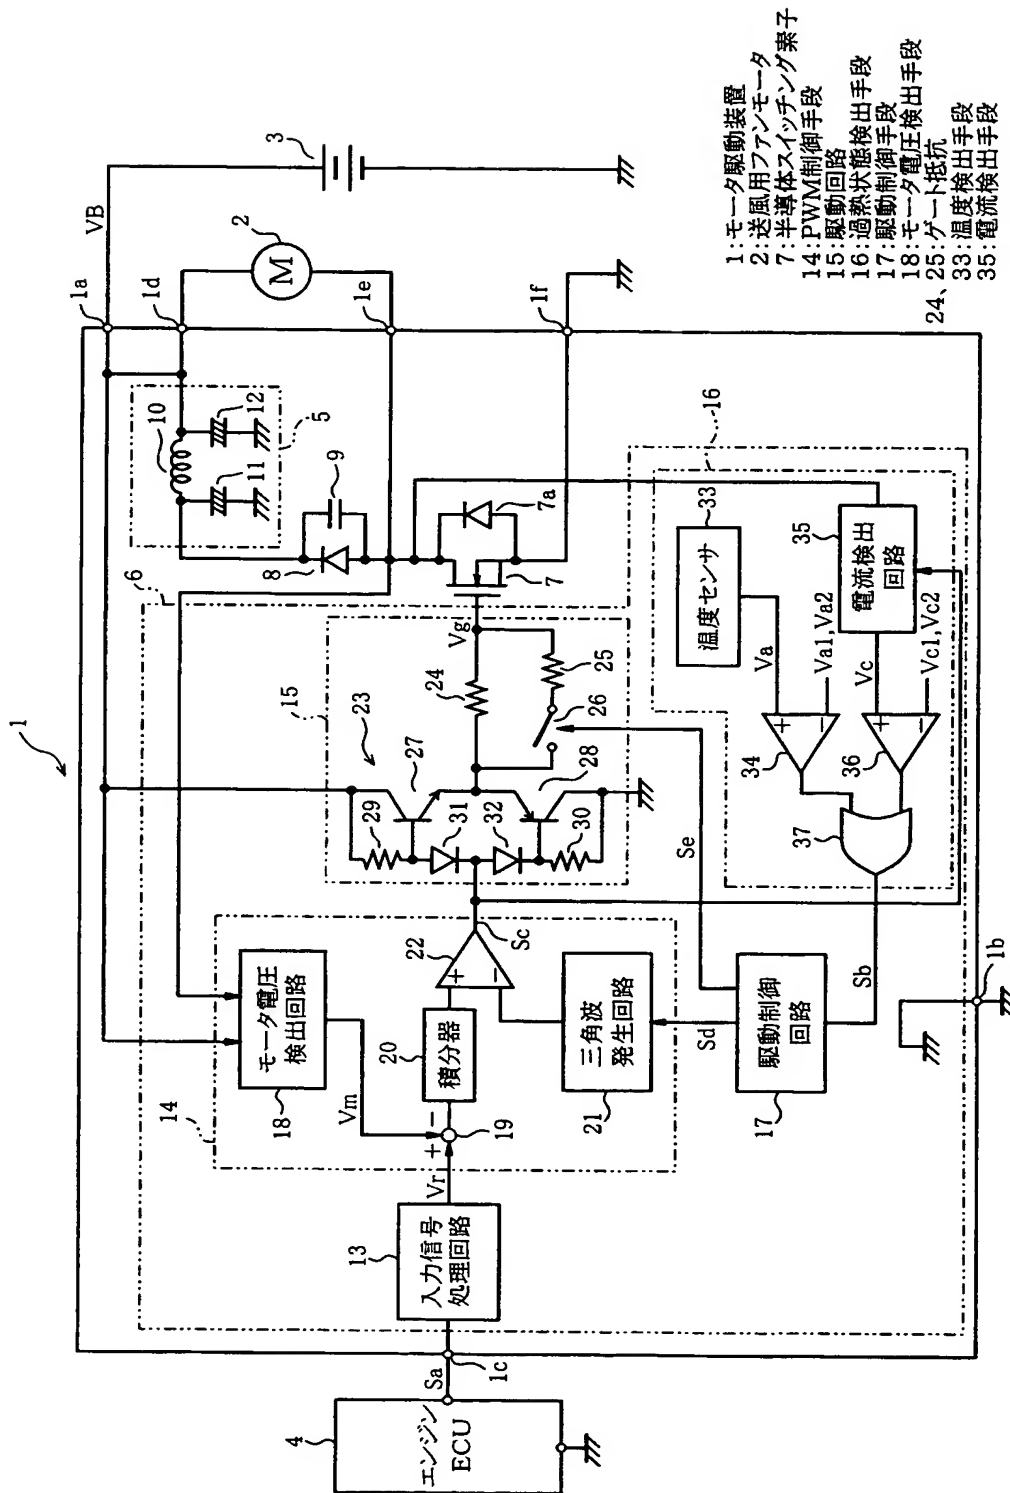 1
VB
1a
1d
2
M
3
1e
1f
10
11
12
5
9
8
7a
7
6
15
23
24
25
26
27
28
29
30
31
32
Vg
16
33
温度センサ
35
電流検出
回路
Va
Va1,Va2
Vc
Vc1,Vc2
+
−
+
−
34
36
37
Se
Sc
22
+
−
14
モータ電圧
検出回路
18
Vm
20
積分器
−
+
19
Vr
21
三角波
発生回路
Sd
Sb
駆動制御
回路
17
1b
13
入力信号
処理回路
1c
Sa
4
エンジン
ECU
1:モータ駆動装置
2:送風用ファンモータ
7:半導体スイッチング素子
14:PWM制御手段
15:駆動回路
16:過熱状態検出手段
17:駆動制御手段
18:モータ電圧検出手段
24、25:ゲート抵抗
33:温度検出手段
35:電流検出手段